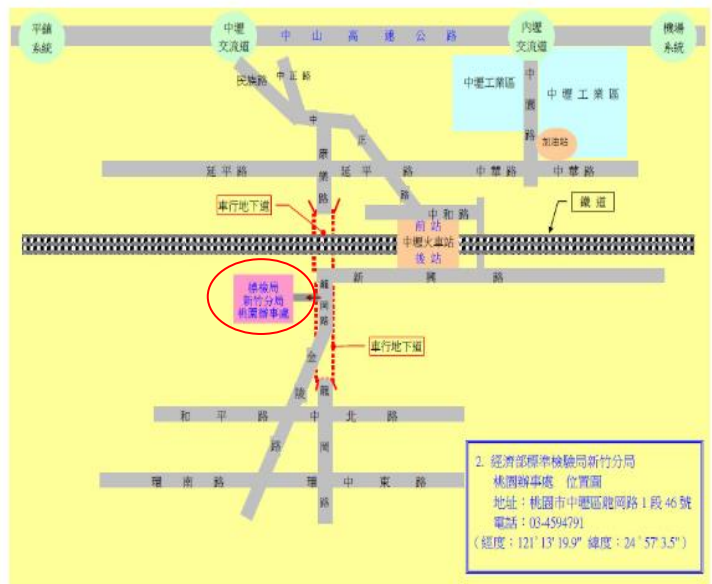 平鎮
系統
中壢
交流道
中山高速公路
內壢
交流道
機場
系統
民族路
中正路
中園路
中壢工業區
中壢工業區
加油站
中正路
康樂路
延平路
延平路
中華路
中華路
車行地下道
中和路
鐵道
前站
中壢火車站
後站
新興路
標檢局
新竹分局
桃園辦事處
龍岡路
車行地下道
金陵路
龍岡路
和平路
中北路
環南路
環中東路
2. 經濟部標準檢驗局新竹分局
桃園辦事處 位置圖
地址：桃園市中壢區龍岡路1段46號
電話：03-4594791
(經度：121°13'19.9" 緯度：24°57'3.5")